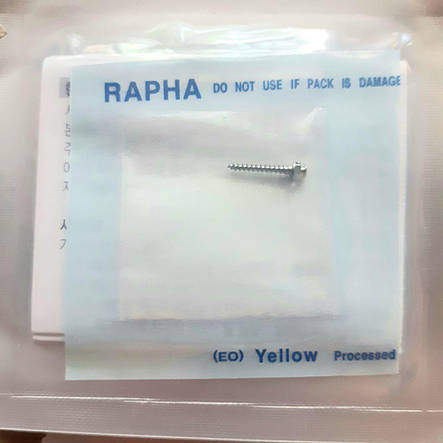 RAPHA DO NOT USE IF PACK IS DAMAGE
(EO) Yellow Processed